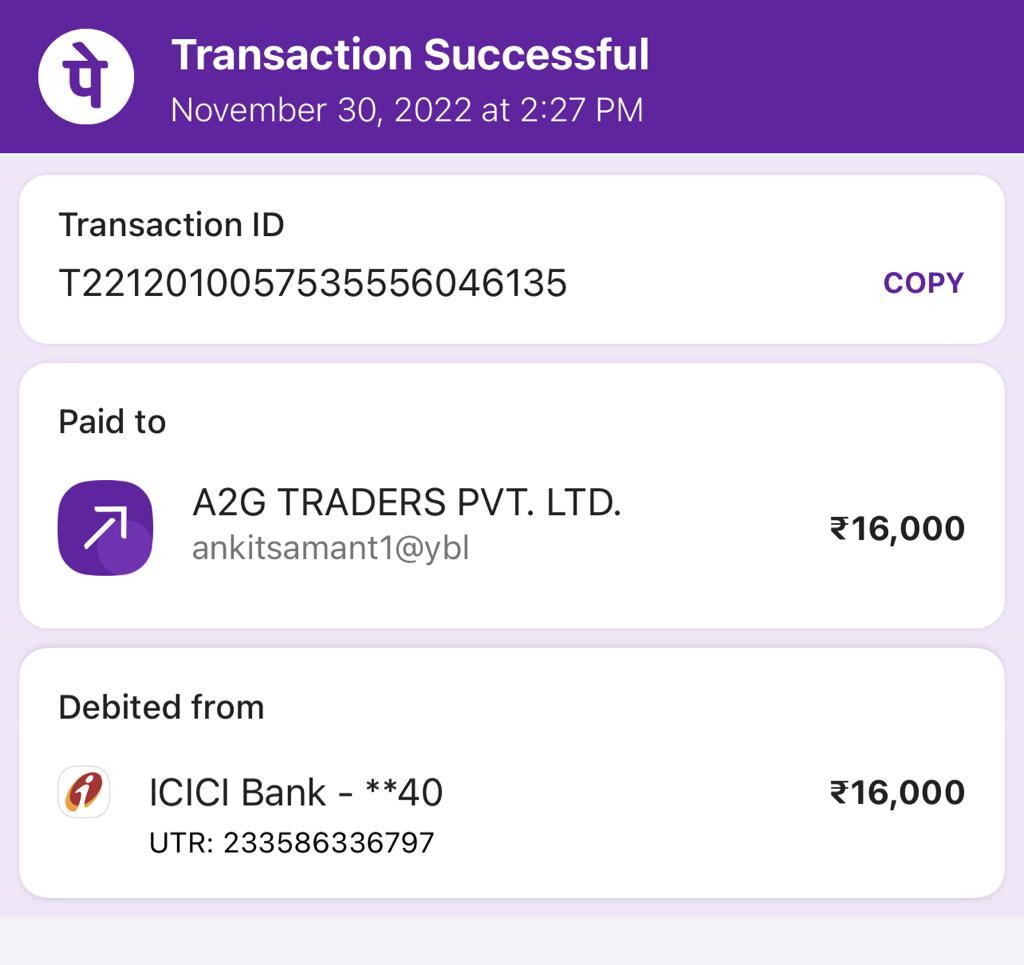 पे
Transaction Successful
November 30, 2022 at 2:27 PM
Transaction ID
T2212010057535556046135
COPY
Paid to
A2G TRADERS PVT. LTD.
ankitsamant1@ybl
₹16,000
Debited from
i
ICICI Bank - **40
₹16,000
UTR: 233586336797